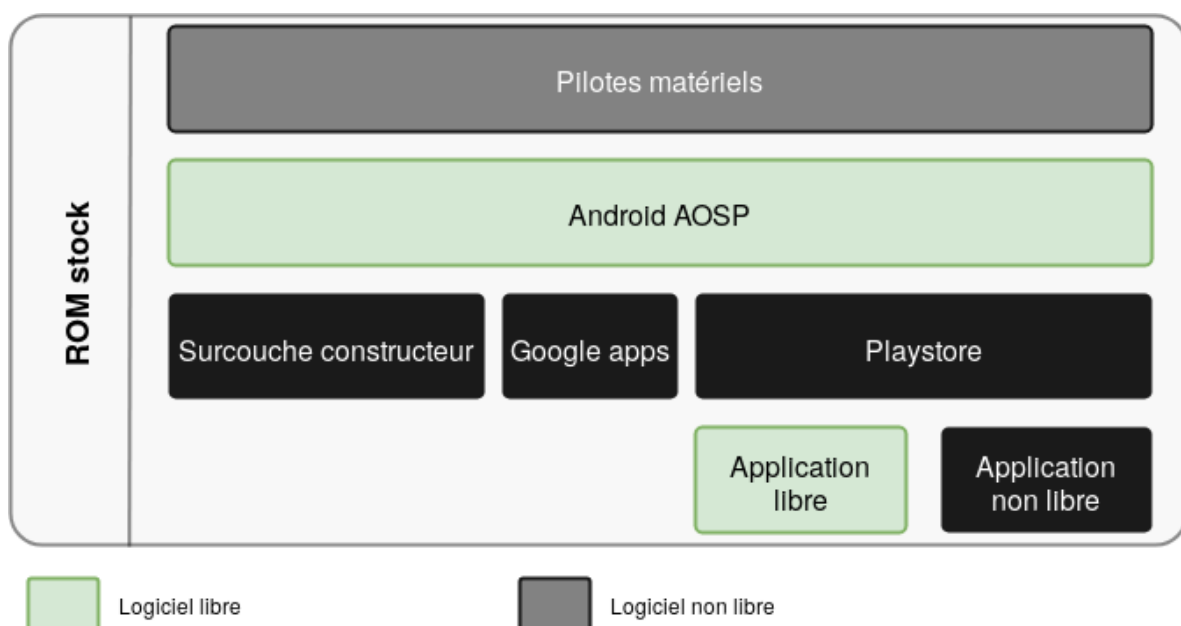 ROM stock
Pilotes matériels
Android AOSP
Surcouche constructeur
Google apps
Playstore
Application
libre
Application
non libre
Logiciel libre
Logiciel non libre